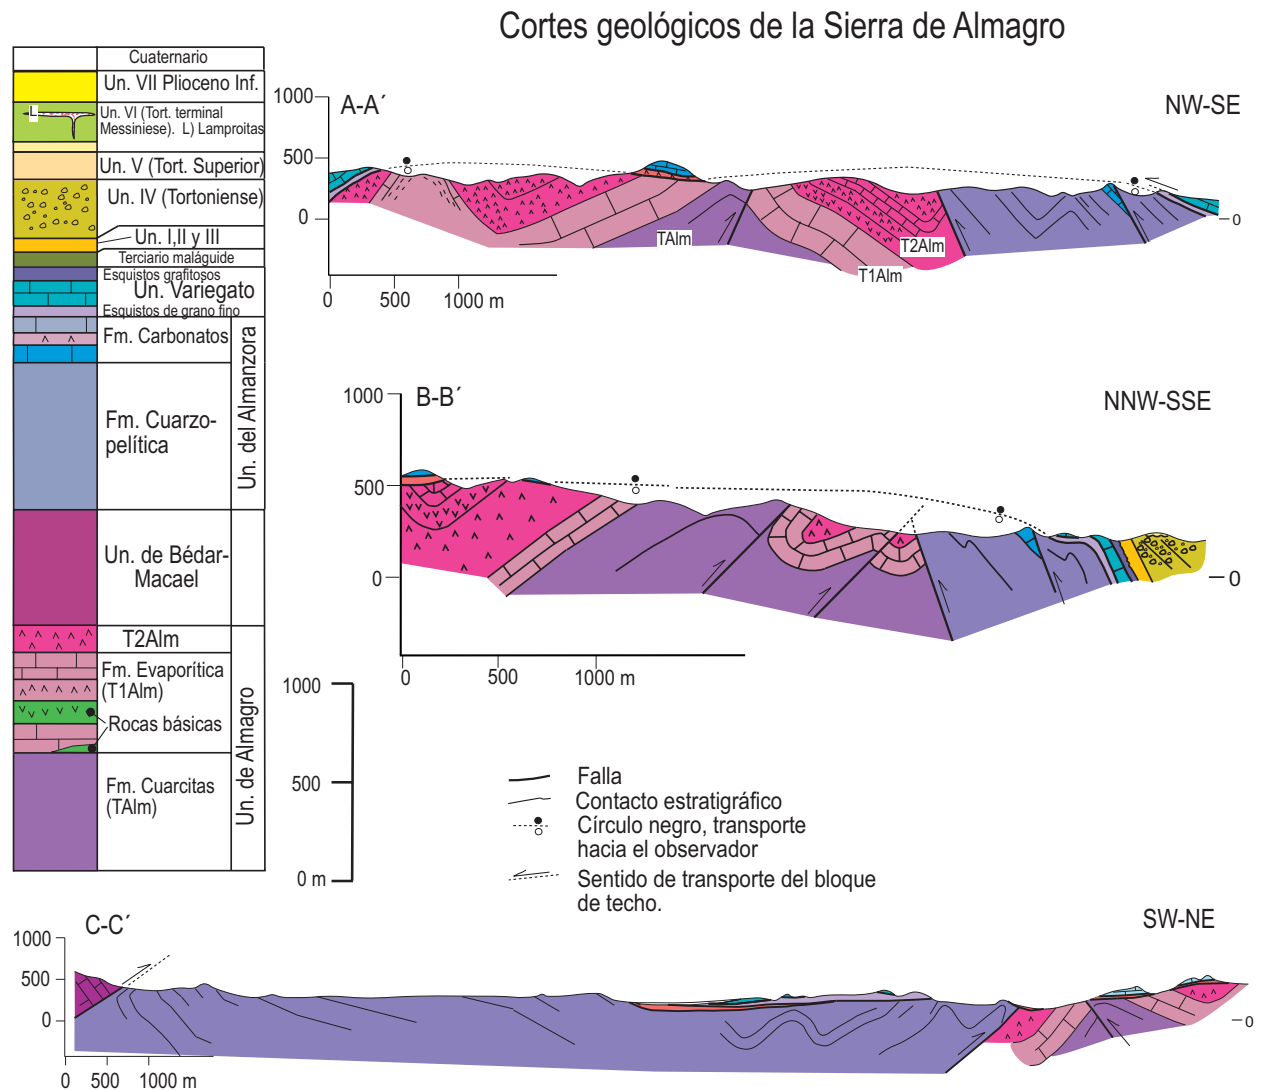 Cortes geológicos de la Sierra de Almagro
Cuaternario
Un. VII Plioceno Inf.
L
Un. VI (Tort. terminal
Messiniese). L) Lamproitas
Un. V (Tort. Superior)
Un. IV (Tortoniense)
Un. I,II y III
Terciario maláguide
Esquistos grafitosos
Un. Variegato
Esquistos de grano fino
Fm. Carbonatos
Fm. Cuarzo-
pelítica
Un. del Almanzora
Un. de Bédar-
Macael
T2Alm
Fm. Evaporítica
(T1Alm)
Rocas básicas
Fm. Cuarcitas
(TAlm)
Un. de Almagro
A-A´
NW-SE
1000
500
0
0
TAlm
T2Alm
T1Alm
0
500
1000 m
B-B´
NNW-SSE
1000
500
0
0
0
500
1000 m
1000
500
0 m
Falla
Contacto estratigráfico
Círculo negro, transporte
hacia el observador
Sentido de transporte del bloque
de techo.
C-C´
SW-NE
1000
500
0
0
0
500
1000 m